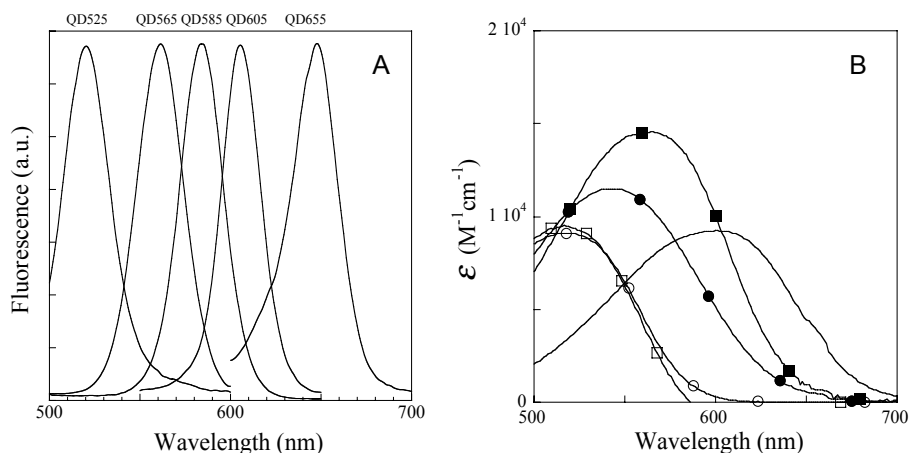 QD525 QD565 QD585 QD605 QD655
A
Fluorescence (a.u.)
500 600 700
Wavelength (nm)
B
2 10⁴
1 10⁴
0
ε (M⁻¹cm⁻¹)
500 600 700
Wavelength (nm)